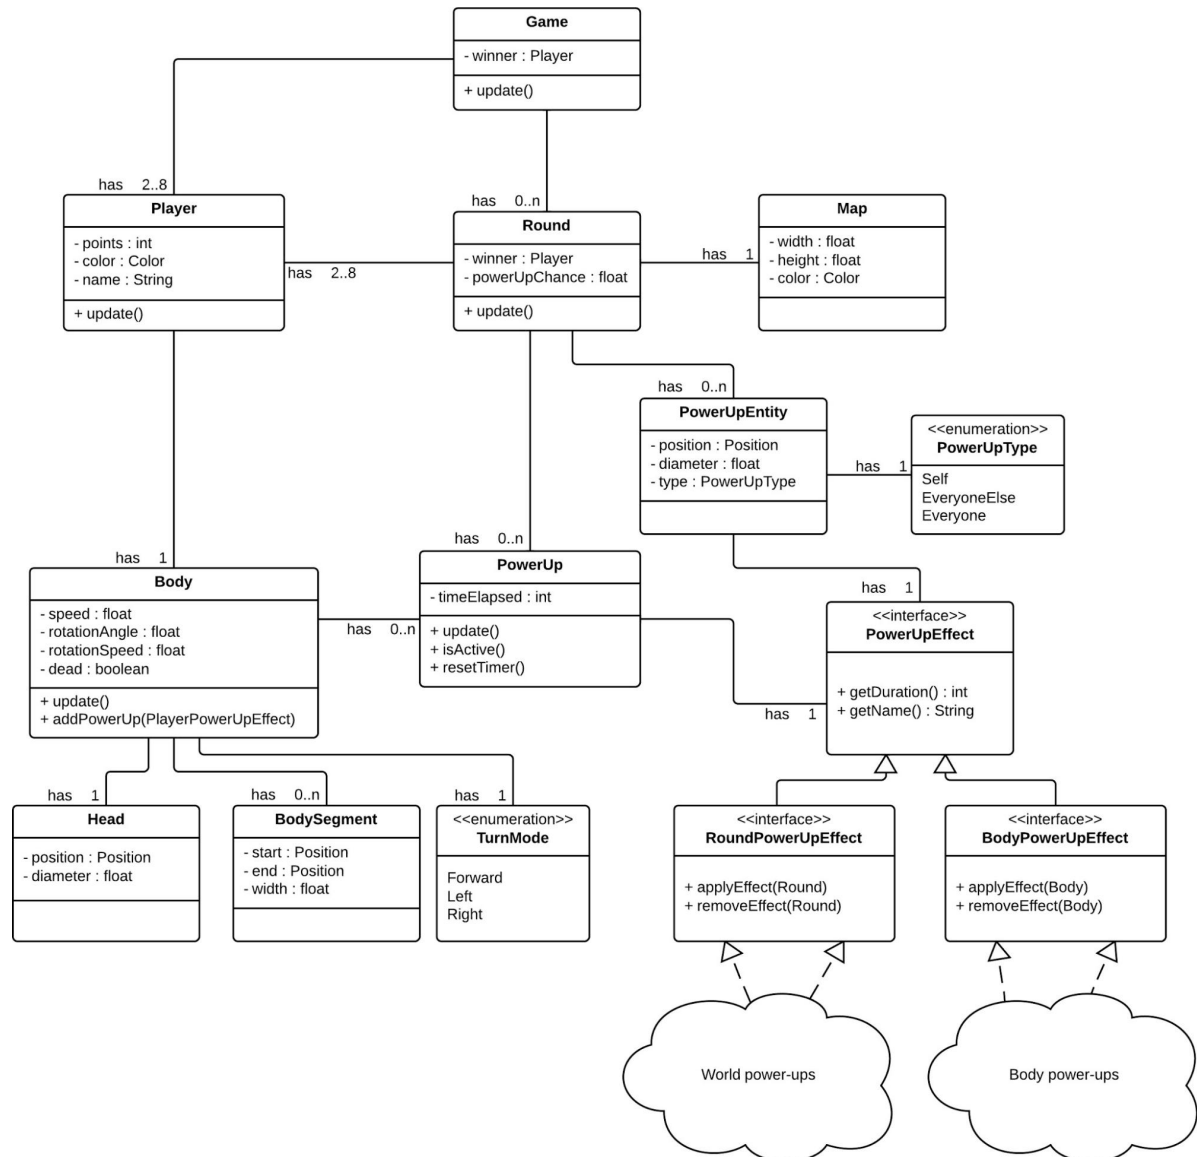 Game
- winner : Player
+ update()
has 2..8
Player
- points : int
- color : Color
- name : String
+ update()
has 2..8
has 0..n
Round
- winner : Player
- powerUpChance : float
+ update()
has 1
Map
- width : float
- height : float
- color : Color
has 0..n
PowerUpEntity
- position : Position
- diameter : float
- type : PowerUpType
has 1
<<enumeration>>
PowerUpType
Self
EveryoneElse
Everyone
has 1
Body
- speed : float
- rotationAngle : float
- rotationSpeed : float
- dead : boolean
+ update()
+ addPowerUp(PlayerPowerUpEffect)
has 0..n
has 0..n
PowerUp
- timeElapsed : int
+ update()
+ isActive()
+ resetTimer()
has 1
has 1
<<interface>>
PowerUpEffect
+ getDuration() : int
+ getName() : String
has 1
Head
- position : Position
- diameter : float
has 0..n
BodySegment
- start : Position
- end : Position
- width : float
has 1
<<enumeration>>
TurnMode
Forward
Left
Right
<<interface>>
RoundPowerUpEffect
+ applyEffect(Round)
+ removeEffect(Round)
<<interface>>
BodyPowerUpEffect
+ applyEffect(Body)
+ removeEffect(Body)
World power-ups
Body power-ups